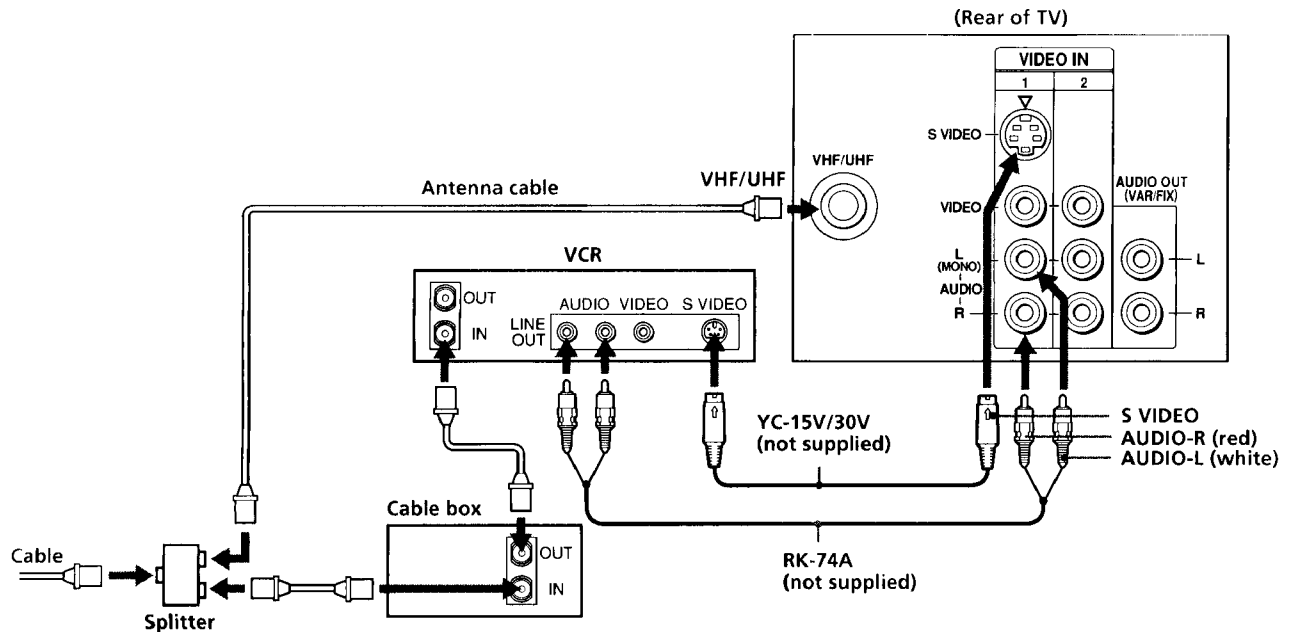 (Rear of TV)
VIDEO IN
1 2
S VIDEO
VHF/UHF
VHF/UHF
Antenna cable
AUDIO OUT
(VAR/FIX)
VIDEO
VCR
L
(MONO)
AUDIO
R
L
R
OUT
IN
AUDIO VIDEO S VIDEO
LINE
OUT
YC-15V/30V
(not supplied)
S VIDEO
AUDIO-R (red)
AUDIO-L (white)
Cable box
OUT
IN
RK-74A
(not supplied)
Cable
Splitter